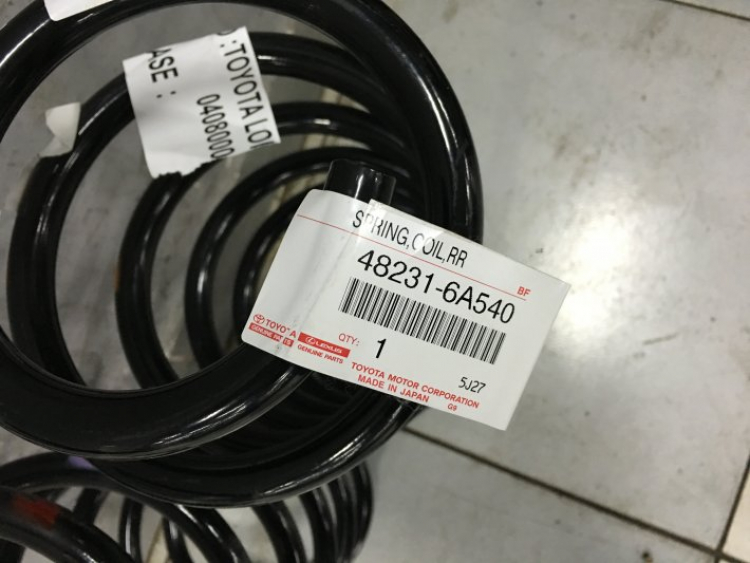 :TOYOTA LO
ASE :
0408000
SPRING,COIL,RR
BF
48231-6A540
QTY:
1
TOYOTA
GENUINE PARTS
LEXUS
GENUINE PARTS
5J27
TOYOTA MOTOR CORPORATION
MADE IN JAPAN
G9